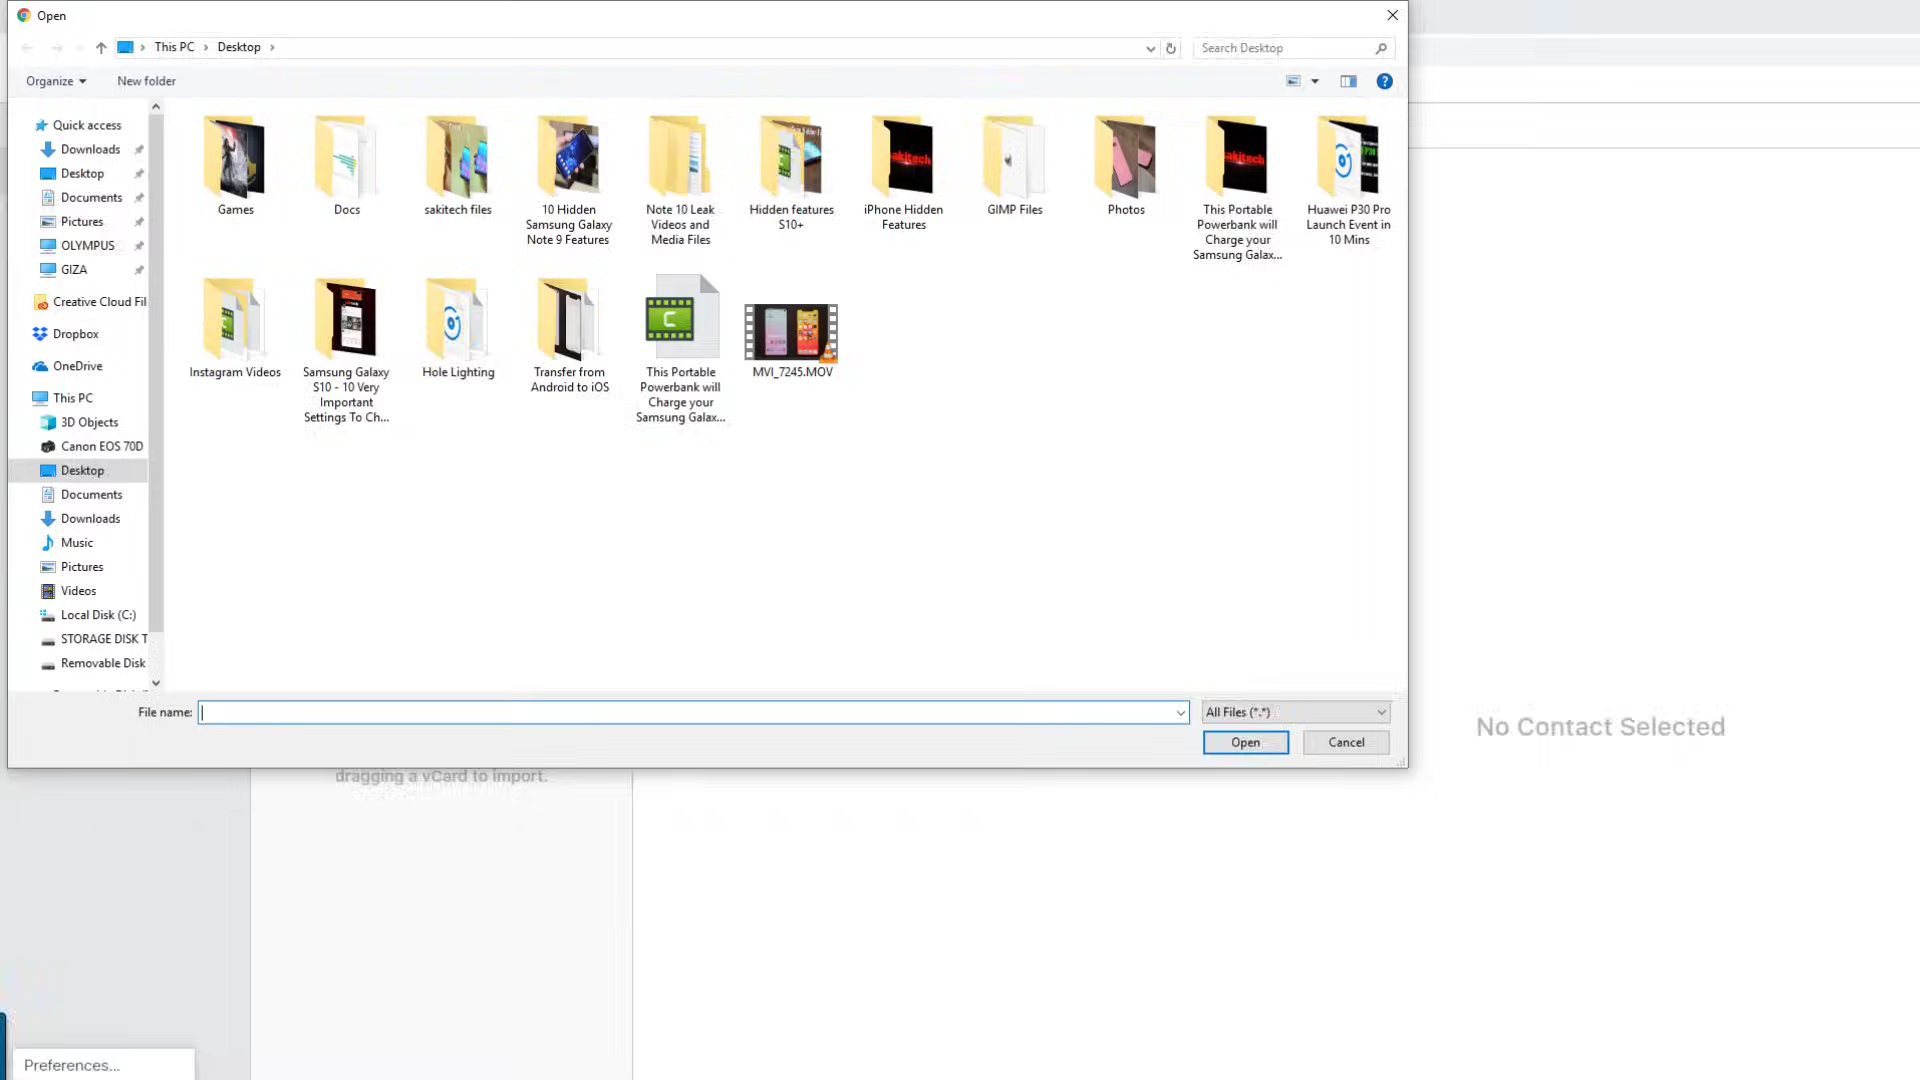 Open
This PC
Desktop
Search Desktop
Organize
New folder
Quick access
Downloads
Desktop
Documents
Pictures
OLYMPUS
GIZA
Creative Cloud Fil
Dropbox
OneDrive
This PC
3D Objects
Canon EOS 70D
Desktop
Documents
Downloads
Music
Pictures
Videos
Local Disk (C:)
STORAGE DISK T
Removable Disk
Games
Docs
sakitech files
10 Hidden
Samsung Galaxy
Note 9 Features
Note 10 Leak
Videos and
Media Files
Hidden features
S10+
iPhone Hidden
Features
GIMP Files
Photos
This Portable
Powerbank will
Charge your
Samsung Galax...
Huawei P30 Pro
Launch Event in
10 Mins
Instagram Videos
Samsung Galaxy
S10 - 10 Very
Important
Settings To Ch...
Hole Lighting
Transfer from
Android to iOS
This Portable
Powerbank will
Charge your
Samsung Galax...
MVI_7245.MOV
File name:
All Files (*.*)
Open
Cancel
dragging a vCard to import.
No Contact Selected
Preferences...